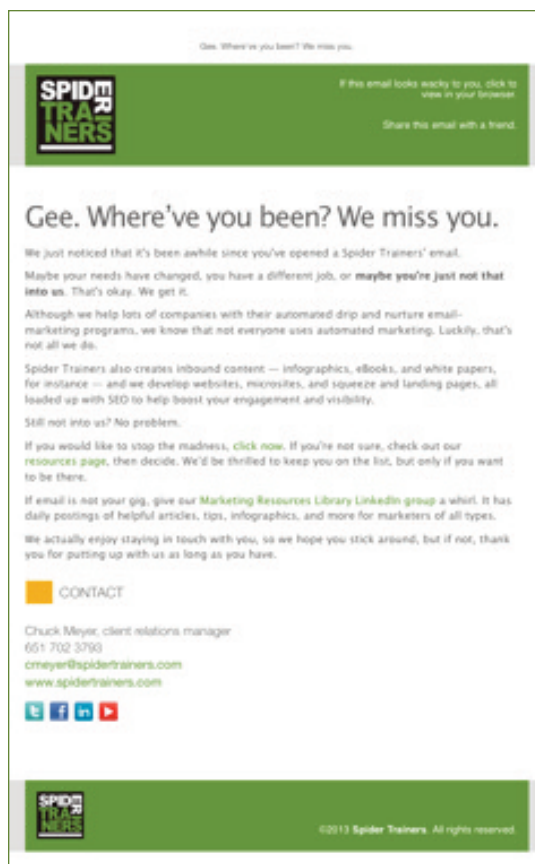 Gee. Where've you been? We miss you.
SPIDER
TRAINERS
If this email looks wacky to you, click to
view in your browser.
Share this email with a friend.
Gee. Where've you been? We miss you.
We just noticed that it's been awhile since you've opened a Spider Trainers' email.
Maybe your needs have changed, you have a different job, or maybe you're just not that
into us. That's okay. We get it.
Although we help lots of companies with their automated drip and nurture email-
marketing programs, we know that not everyone uses automated marketing. Luckily, that's
not all we do.
Spider Trainers also creates inbound content — infographics, eBooks, and white papers,
for instance — and we develop websites, microsites, and squeeze and landing pages, all
loaded up with SEO to help boost your engagement and visibility.
Still not into us? No problem.
If you would like to stop the madness, click now. If you're not sure, check out our
resources page, then decide. We'd be thrilled to keep you on the list, but only if you want
to be there.
If email is not your gig, give our Marketing Resources Library LinkedIn group a whirl. It has
daily postings of helpful articles, tips, infographics, and more for marketers of all types.
We actually enjoy staying in touch with you, so we hope you stick around, but if not, thank
you for putting up with us as long as you have.
CONTACT
Chuck Meyer, client relations manager
651 702 3793
cmeyer@spidertrainers.com
www.spidertrainers.com
SPIDER
TRAINERS
©2013 Spider Trainers. All rights reserved.